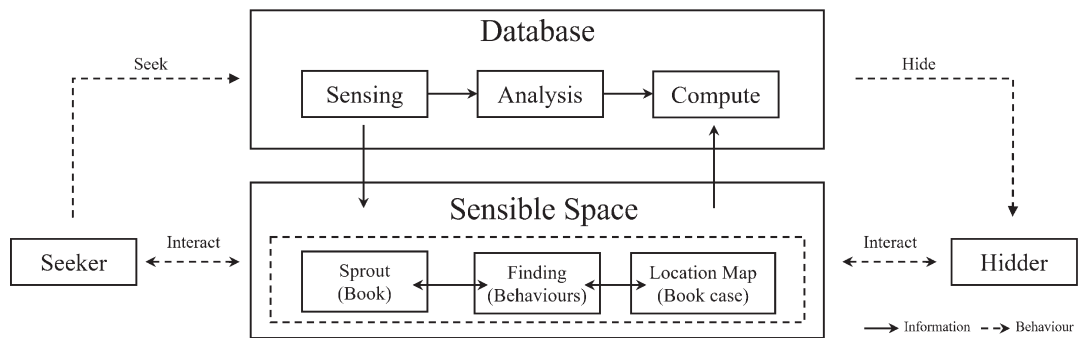 Database
Seek
Hide
Sensing
Analysis
Compute
Sensible Space
Interact
Interact
Seeker
Hidder
Sprout
(Book)
Finding
(Behaviours)
Location Map
(Book case)
Information
Behaviour